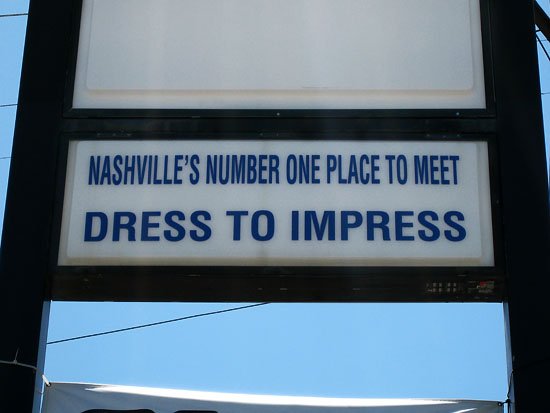 NASHVILLE'S NUMBER ONE PLACE TO MEET
DRESS TO IMPRESS